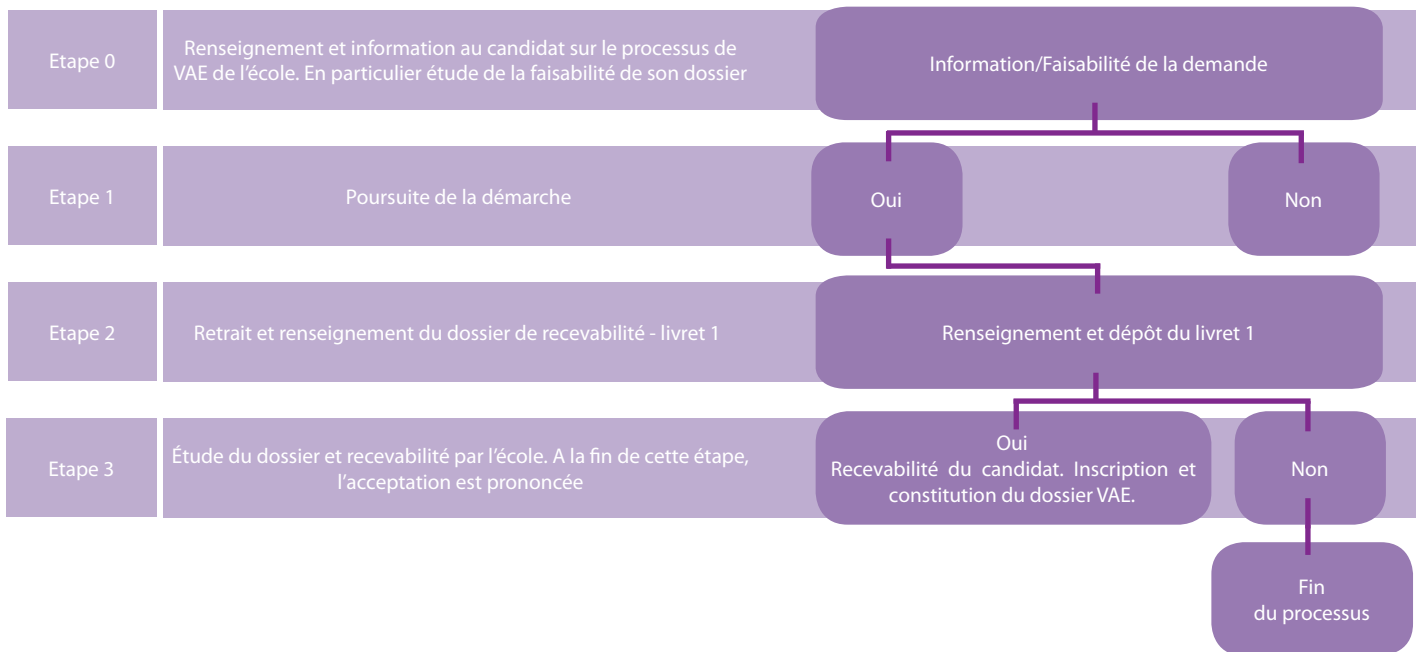 Etape 0
Renseignement et information au candidat sur le processus de
VAE de l'école. En particulier étude de la faisabilité de son dossier
Information/Faisabilité de la demande
Etape 1
Poursuite de la démarche
Oui
Non
Etape 2
Retrait et renseignement du dossier de recevabilité - livret 1
Renseignement et dépôt du livret 1
Etape 3
Étude du dossier et recevabilité par l'école. A la fin de cette étape,
l'acceptation est prononcée
Oui
Recevabilité du candidat. Inscription et
constitution du dossier VAE.
Non
Fin
du processus